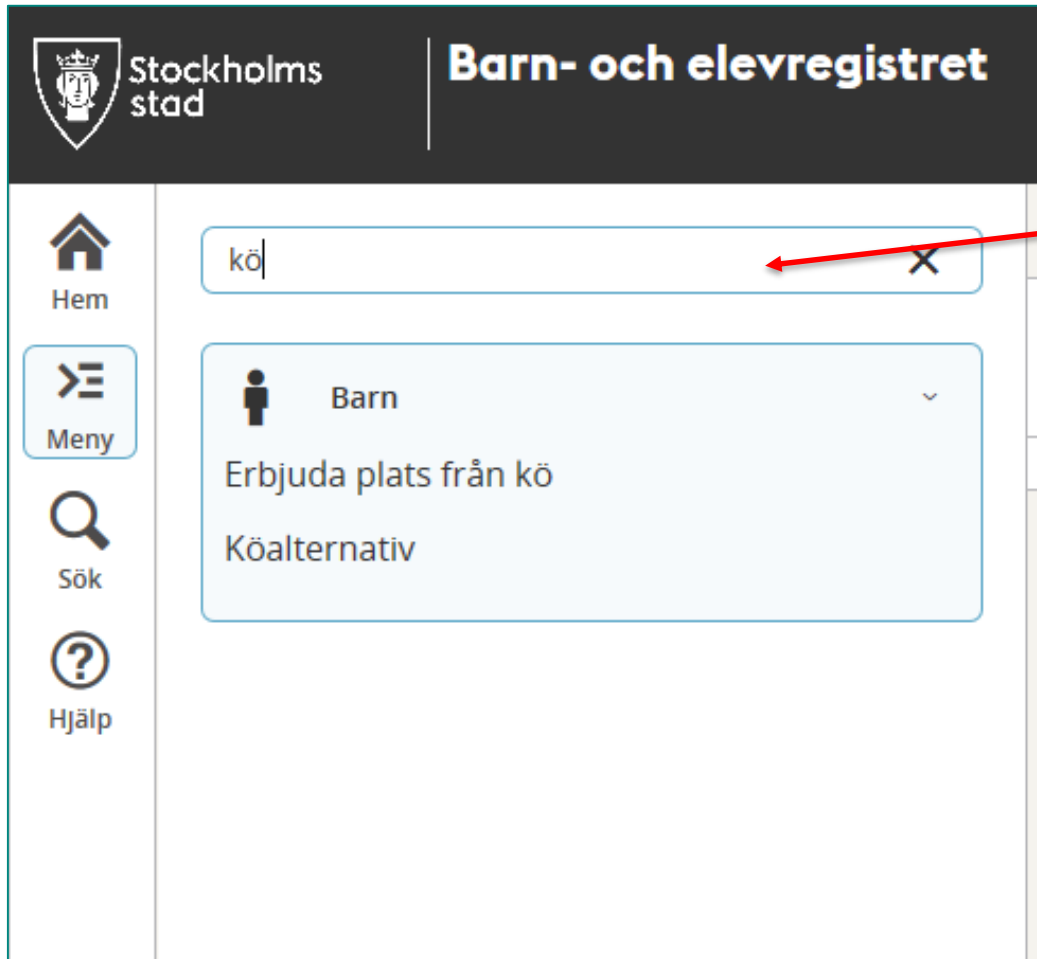 Stockholms
stad
Barn- och elevregistret
Hem
Meny
Sök
Hjälp
kö
Barn
Erbjuda plats från kö
Köalternativ